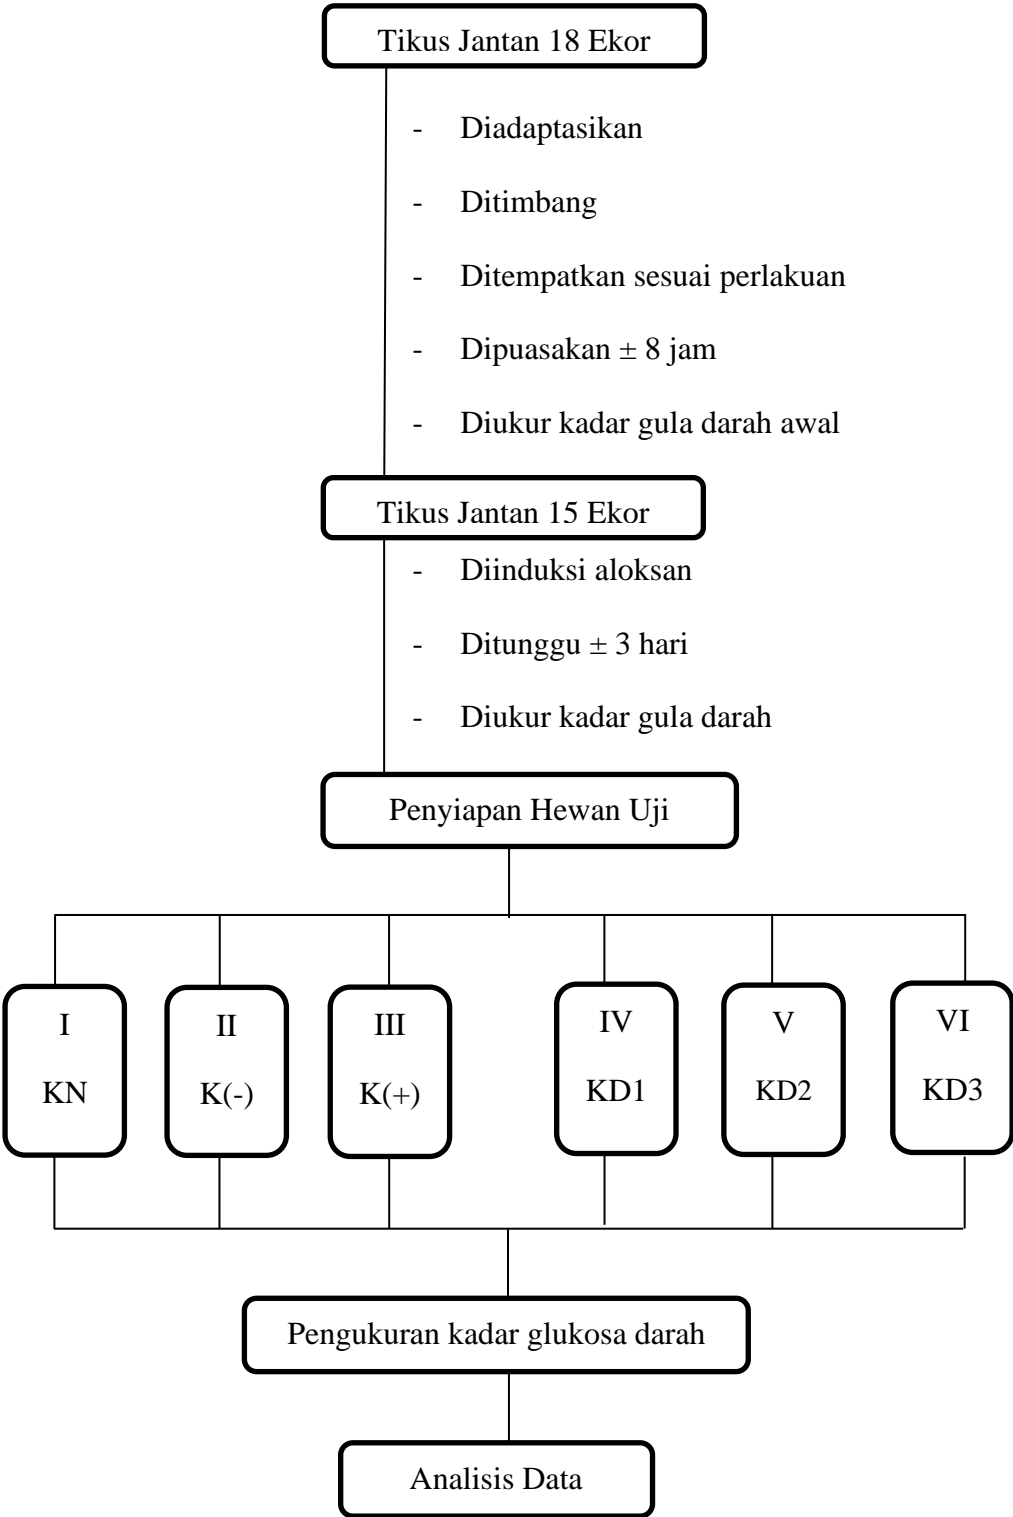 Tikus Jantan 18 Ekor
- Diadaptasikan
- Ditimbang
- Ditempatkan sesuai perlakuan
- Dipuasakan ± 8 jam
- Diukur kadar gula darah awal
Tikus Jantan 15 Ekor
- Diinduksi aloksan
- Ditunggu ± 3 hari
- Diukur kadar gula darah
Penyiapan Hewan Uji
I
KN
II
K(-)
III
K(+)
IV
KD1
V
KD2
VI
KD3
Pengukuran kadar glukosa darah
Analisis Data